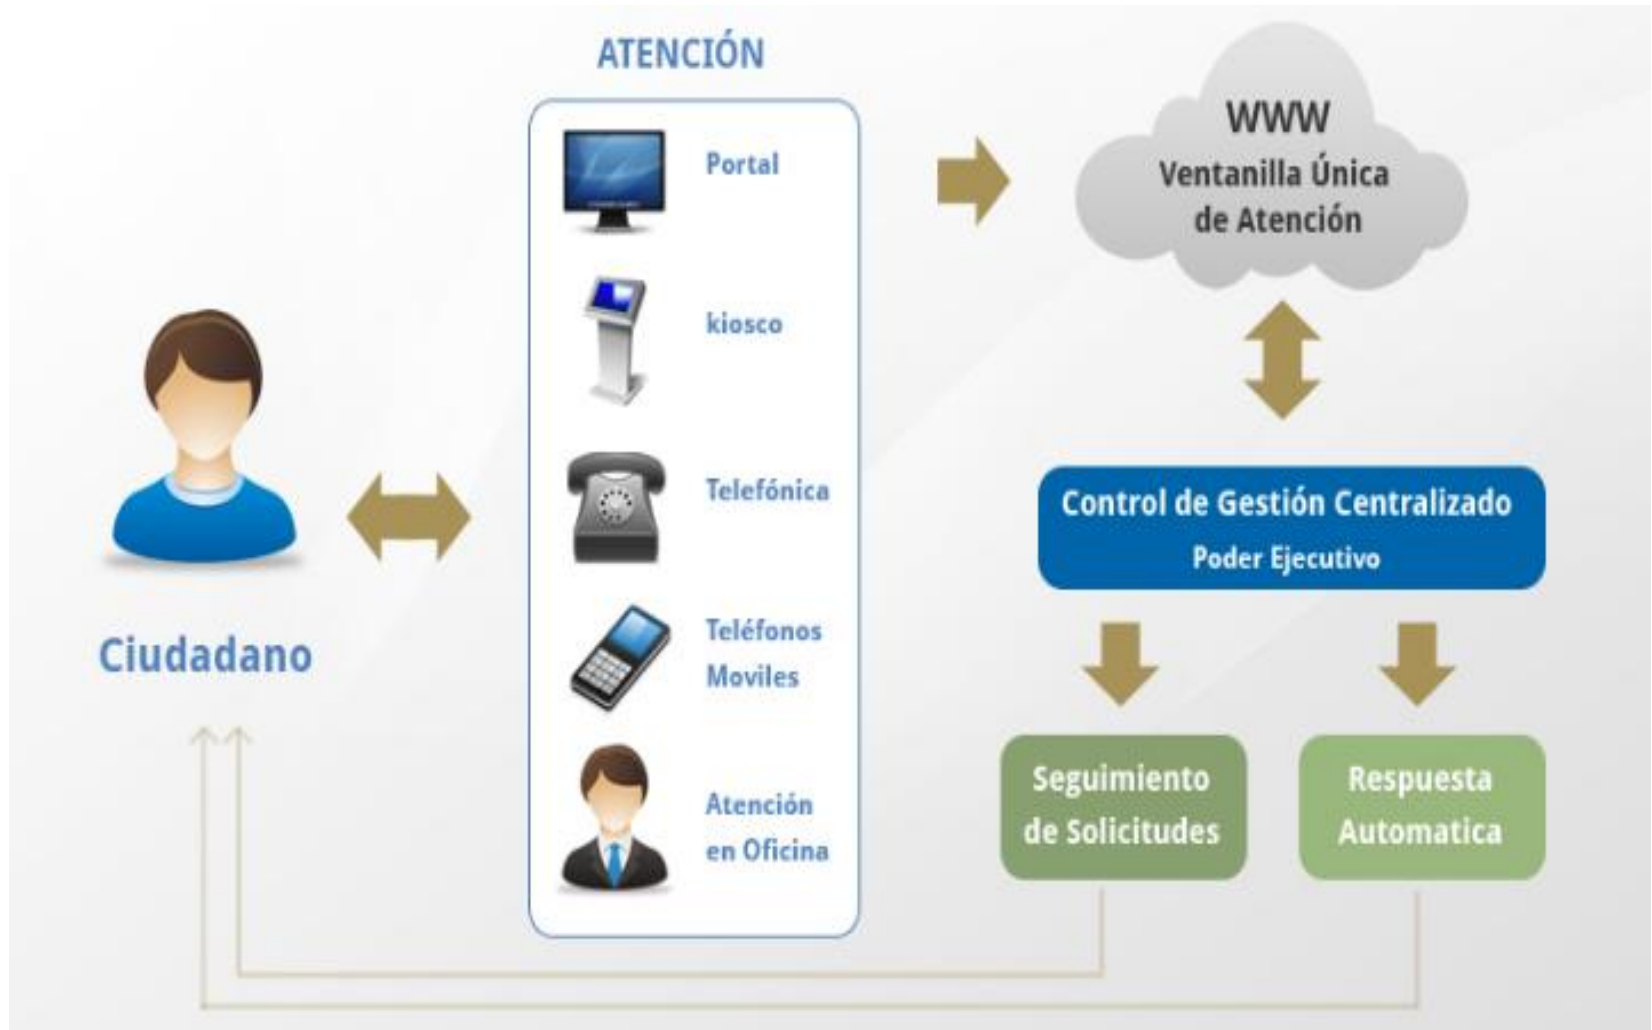 ATENCIÓN
Portal
kiosco
Telefónica
Teléfonos
Moviles
Atención
en Oficina
Ciudadano
WWW
Ventanilla Única
de Atención
Control de Gestión Centralizado
Poder Ejecutivo
Seguimiento
de Solicitudes
Respuesta
Automatica